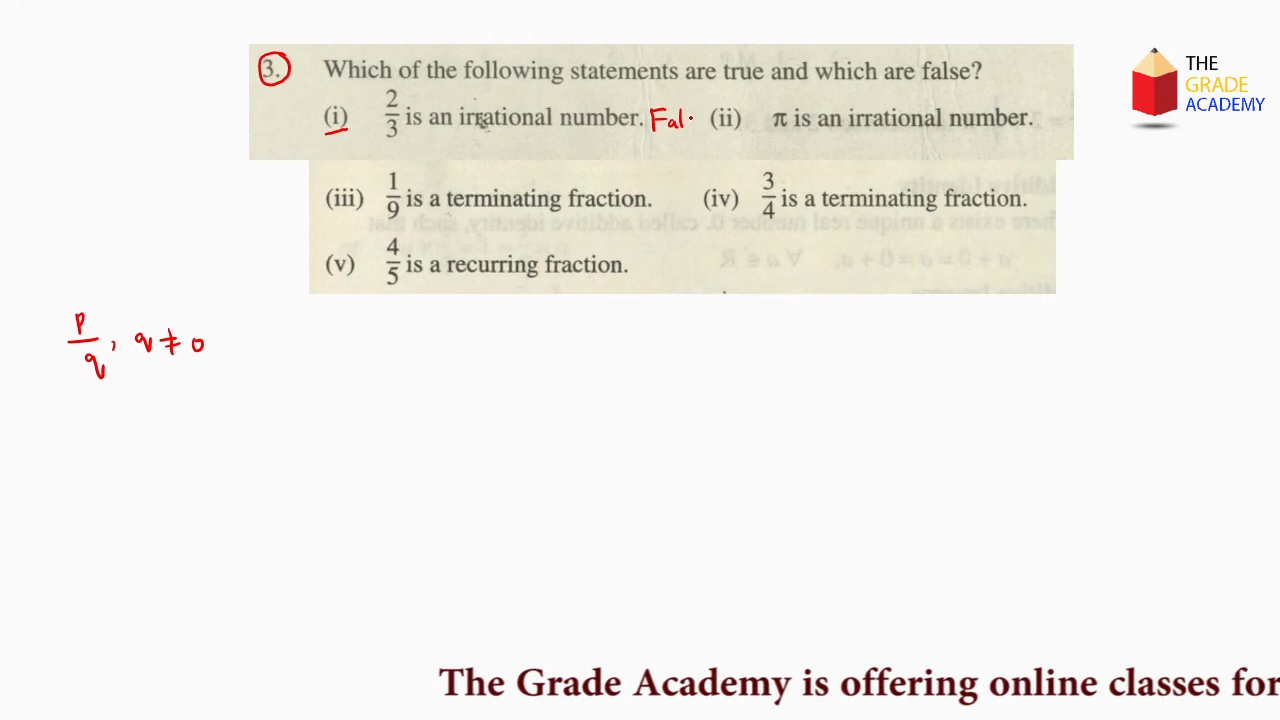 3. Which of the following statements are true and which are false?
(i) 2/3 is an irrational number. Fal (ii) π is an irrational number.
(iii) 1/9 is a terminating fraction. (iv) 3/4 is a terminating fraction.
(v) 4/5 is a recurring fraction.
p/q, q ≠ 0
THE
GRADE
ACADEMY
The Grade Academy is offering online classes for